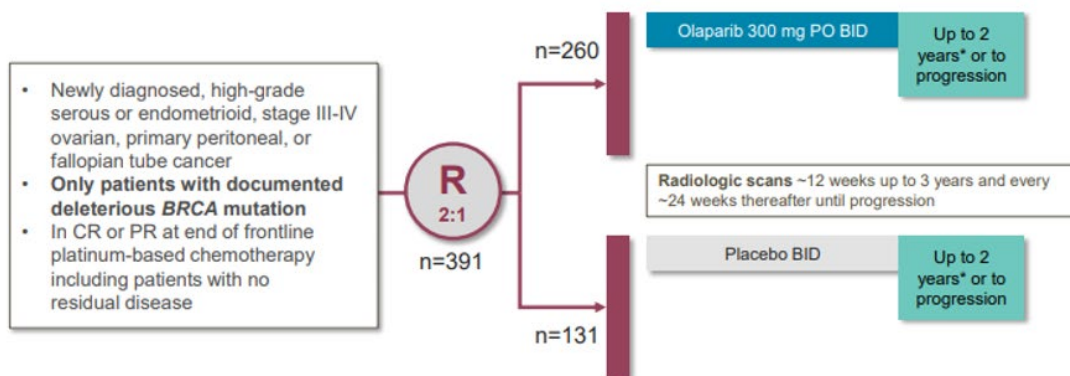 • Newly diagnosed, high-grade
serous or endometrioid, stage III-IV
ovarian, primary peritoneal, or
fallopian tube cancer
• Only patients with documented
deleterious BRCA mutation
• In CR or PR at end of frontline
platinum-based chemotherapy
including patients with no
residual disease
R
2:1
n=391
n=260
Olaparib 300 mg PO BID
Up to 2
years* or to
progression
Radiologic scans ~12 weeks up to 3 years and every
~24 weeks thereafter until progression
n=131
Placebo BID
Up to 2
years* or to
progression